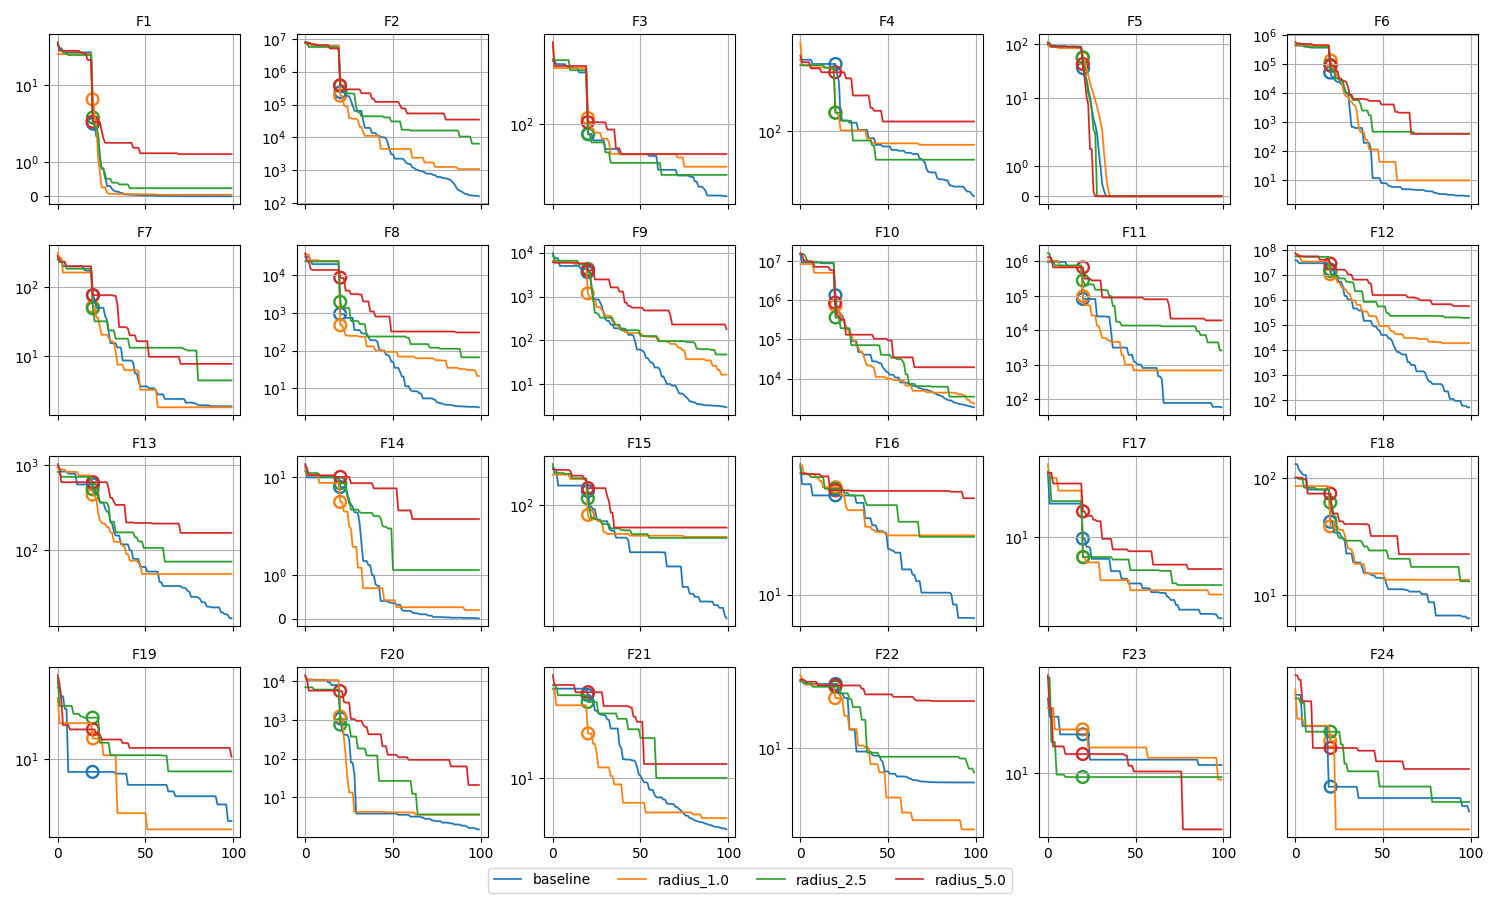 F1 F2 F3 F4 F5 F6
10^1 10^0 0
10^7 10^6 10^5 10^4 10^3 10^2
10^2
10^2
10^2 10^1 10^0 0
10^6 10^5 10^4 10^3 10^2 10^1
F7 F8 F9 F10 F11 F12
10^2 10^1
10^4 10^3 10^2 10^1
10^4 10^3 10^2 10^1
10^7 10^6 10^5 10^4
10^6 10^5 10^4 10^3 10^2
10^8 10^7 10^6 10^5 10^4 10^3 10^2
F13 F14 F15 F16 F17 F18
10^3 10^2
10^1 10^0 0
10^2
10^1
10^1
10^2 10^1
F19 F20 F21 F22 F23 F24
10^1
10^4 10^3 10^2 10^1
10^1
10^1
10^1
0 50 100 0 50 100 0 50 100 0 50 100 0 50 100 0 50 100
baseline radius_1.0 radius_2.5 radius_5.0